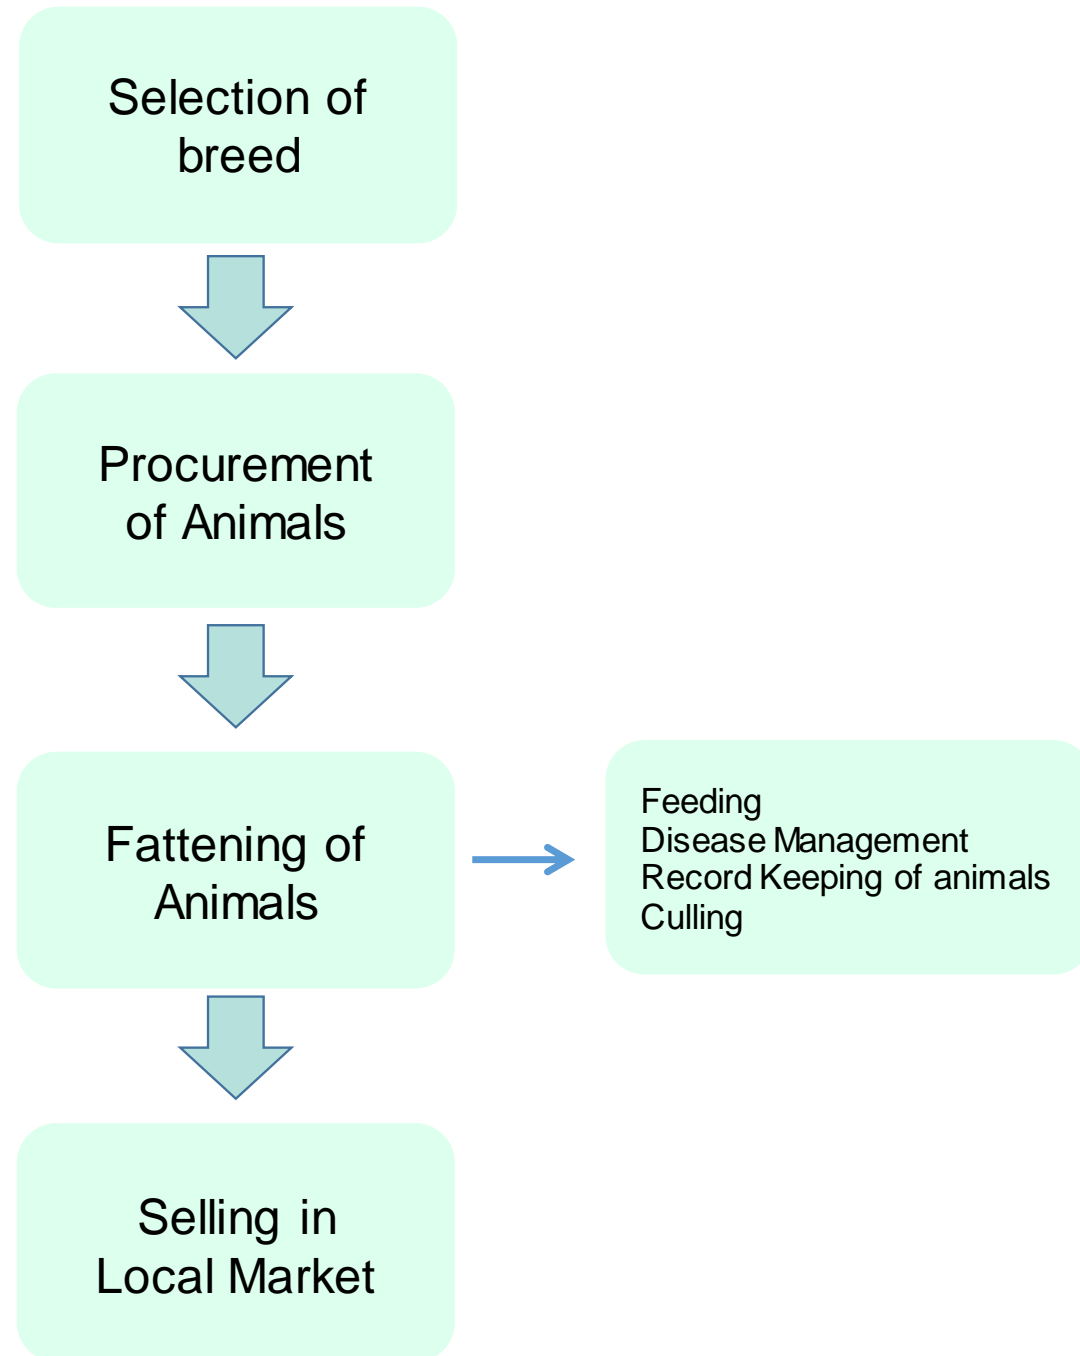 Selection of
breed
Procurement
of Animals
Fattening of
Animals
Feeding
Disease Management
Record Keeping of animals
Culling
Selling in
Local Market